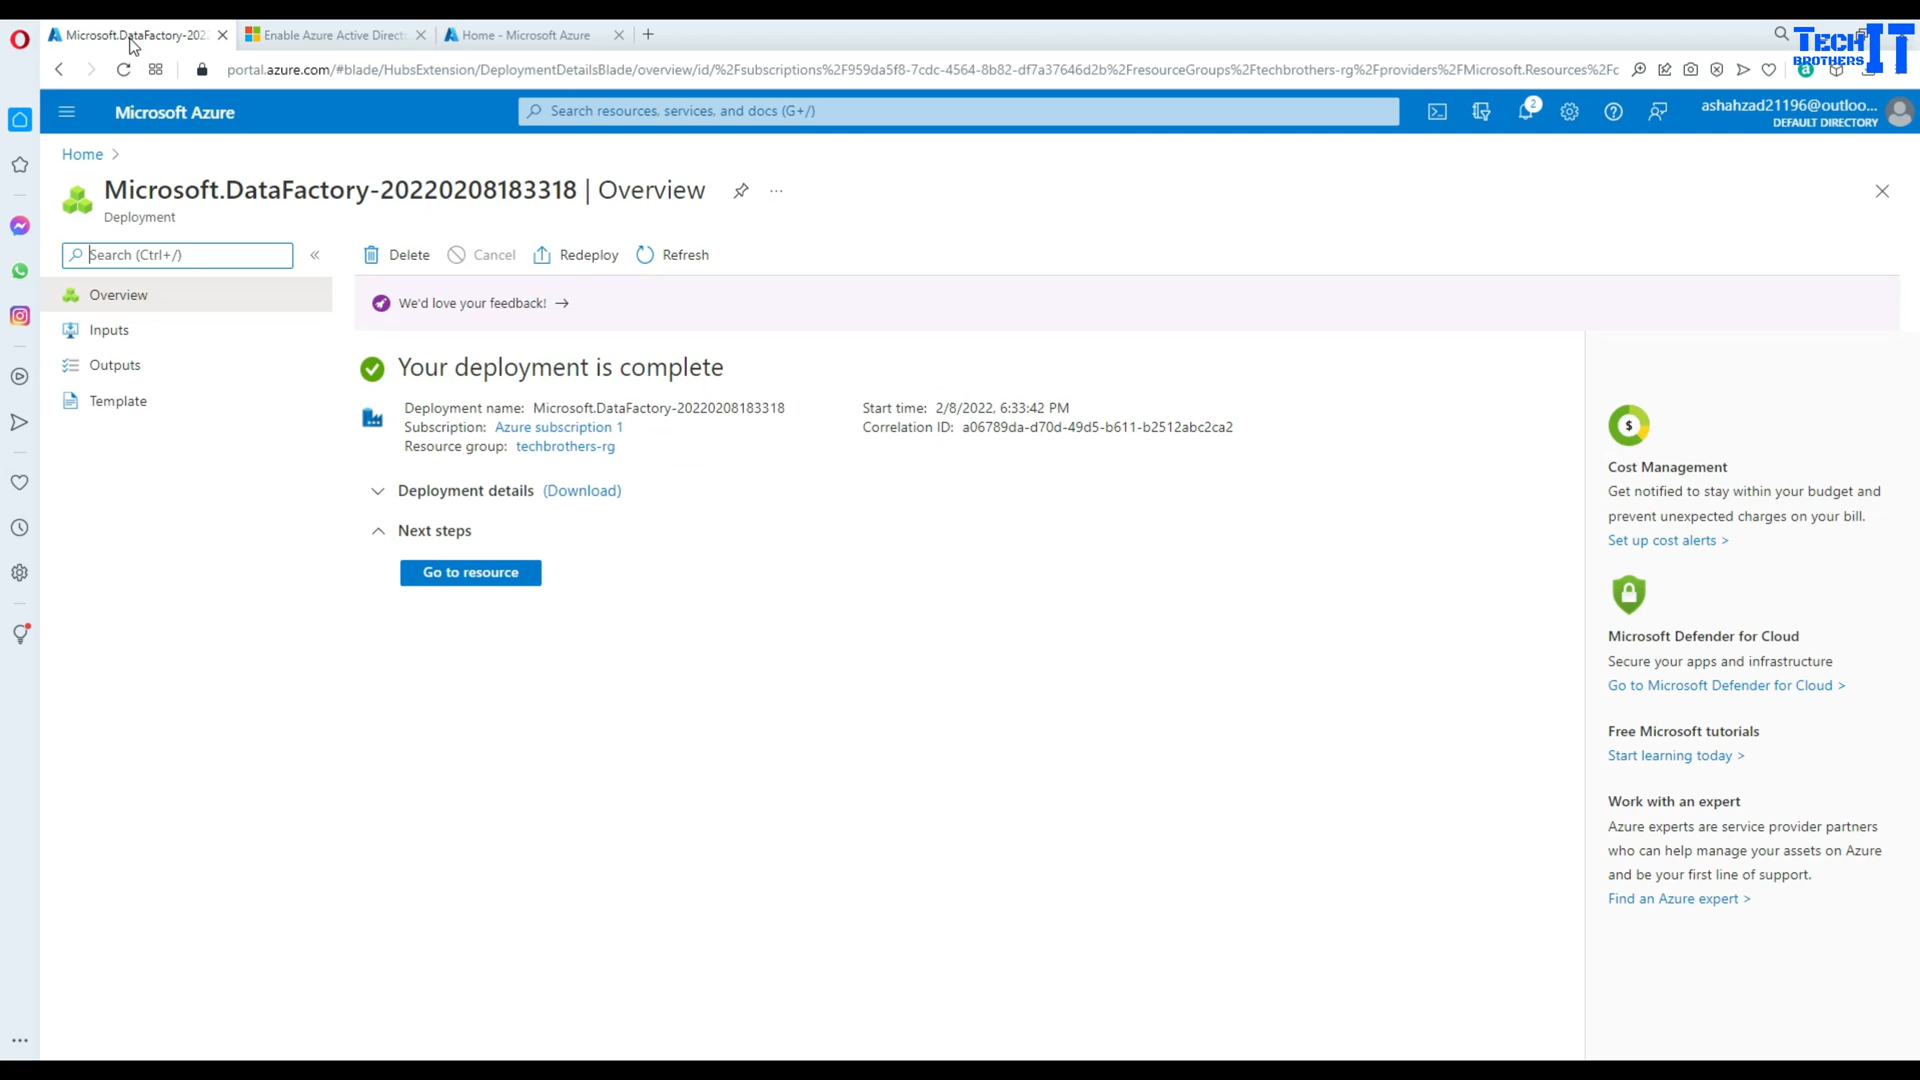 Microsoft.DataFactory-202
Enable Azure Active Direct
Home - Microsoft Azure
TECH IT
BROTHERS
portal.azure.com/#blade/HubsExtension/DeploymentDetailsBlade/overview/id/%2Fsubscriptions%2F959da5f8-7cdc-4564-8b82-df7a37646d2b%2FresourceGroups%2Ftechbrothers-rg%2Fproviders%2FMicrosoft.Resources%2Fc
Microsoft Azure
Search resources, services, and docs (G+/)
2
ashahzad21196@outloo...
DEFAULT DIRECTORY
Home
Microsoft.DataFactory-20220208183318 | Overview
Deployment
Search (Ctrl+/)
Delete
Cancel
Redeploy
Refresh
Overview
Inputs
Outputs
Template
We'd love your feedback! →
Your deployment is complete
Deployment name: Microsoft.DataFactory-20220208183318
Subscription: Azure subscription 1
Resource group: techbrothers-rg
Start time: 2/8/2022, 6:33:42 PM
Correlation ID: a06789da-d70d-49d5-b611-b2512abc2ca2
Deployment details (Download)
Next steps
Go to resource
Cost Management
Get notified to stay within your budget and
prevent unexpected charges on your bill.
Set up cost alerts >
Microsoft Defender for Cloud
Secure your apps and infrastructure
Go to Microsoft Defender for Cloud >
Free Microsoft tutorials
Start learning today >
Work with an expert
Azure experts are service provider partners
who can help manage your assets on Azure
and be your first line of support.
Find an Azure expert >